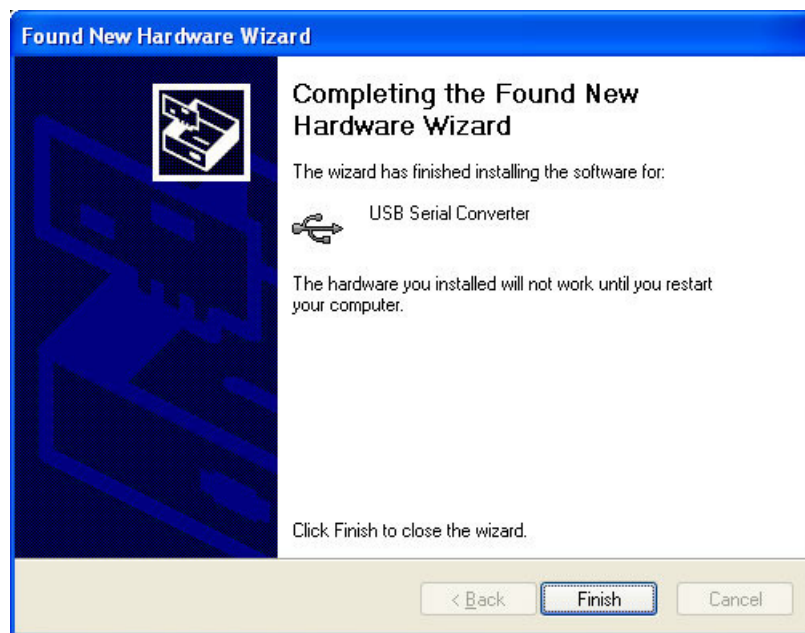 Found New Hardware Wizard
Completing the Found New
Hardware Wizard
The wizard has finished installing the software for:
USB Serial Converter
The hardware you installed will not work until you restart
your computer.
Click Finish to close the wizard.
< Back Finish Cancel